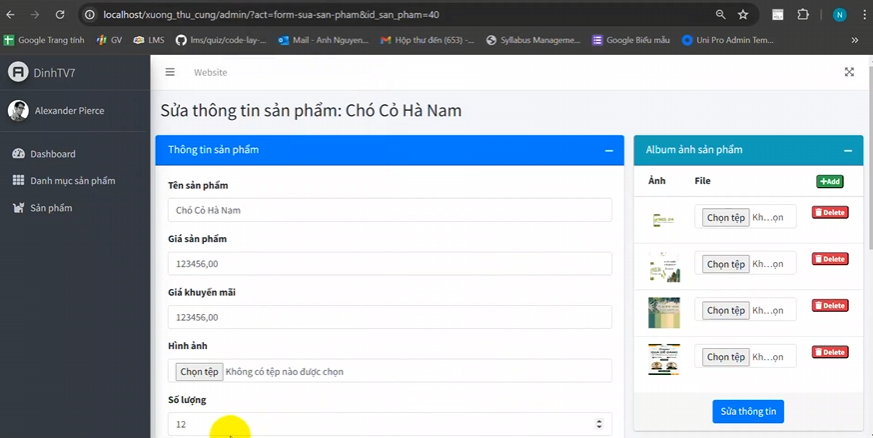 localhost/xuong_thu_cung/admin/?act=form-sua-san-pham&id_san_pham=40
N
Google Trang tính
GV
LMS
lms/quiz/code-lay-...
Mail - Anh Nguyen...
Hộp thư đến (653) -...
Syllabus Manageme...
Google Biểu mẫu
Uni Pro Admin Tem...
»
DinhTV7
Website
Alexander Pierce
Dashboard
Danh mục sản phẩm
Sản phẩm
Sửa thông tin sản phẩm: Chó Cỏ Hà Nam
Thông tin sản phẩm
Tên sản phẩm
Chó Cỏ Hà Nam
Giá sản phẩm
123456,00
Giá khuyến mãi
123456,00
Hình ảnh
Chọn tệp Không có tệp nào được chọn
Số lượng
12
Album ảnh sản phẩm
Ảnh File +Add
Chọn tệp Kh...ọn Delete
Chọn tệp Kh...ọn Delete
Chọn tệp Kh...ọn Delete
Chọn tệp Kh...ọn Delete
Sửa thông tin